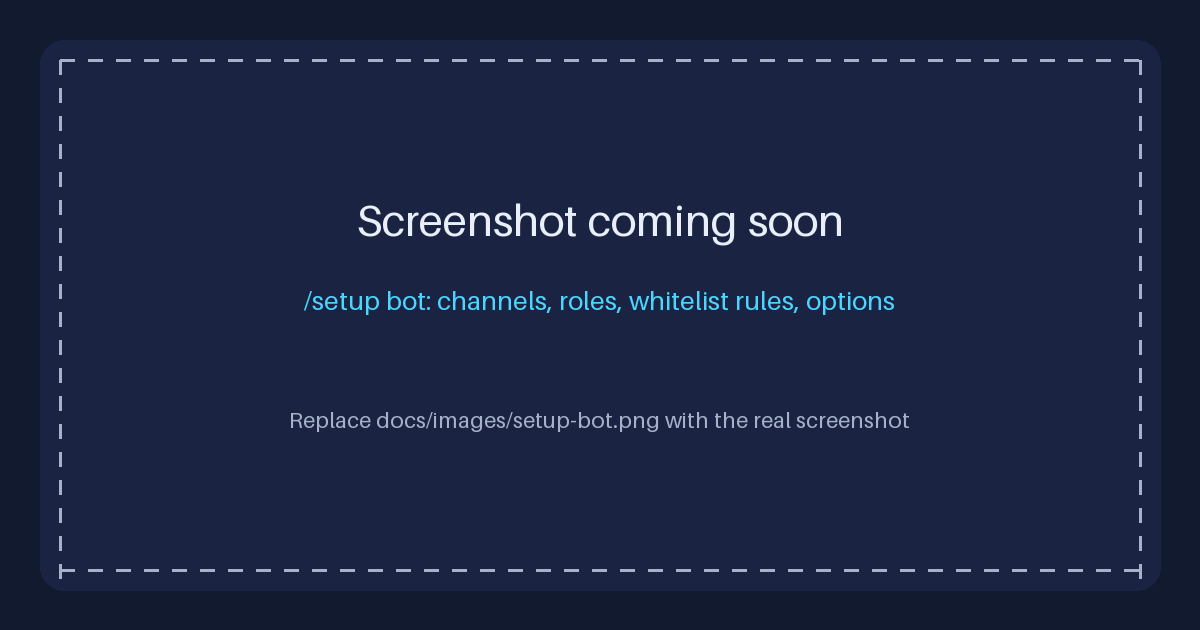 Screenshot coming soon
/setup bot: channels, roles, whitelist rules, options
Replace docs/images/setup-bot.png with the real screenshot